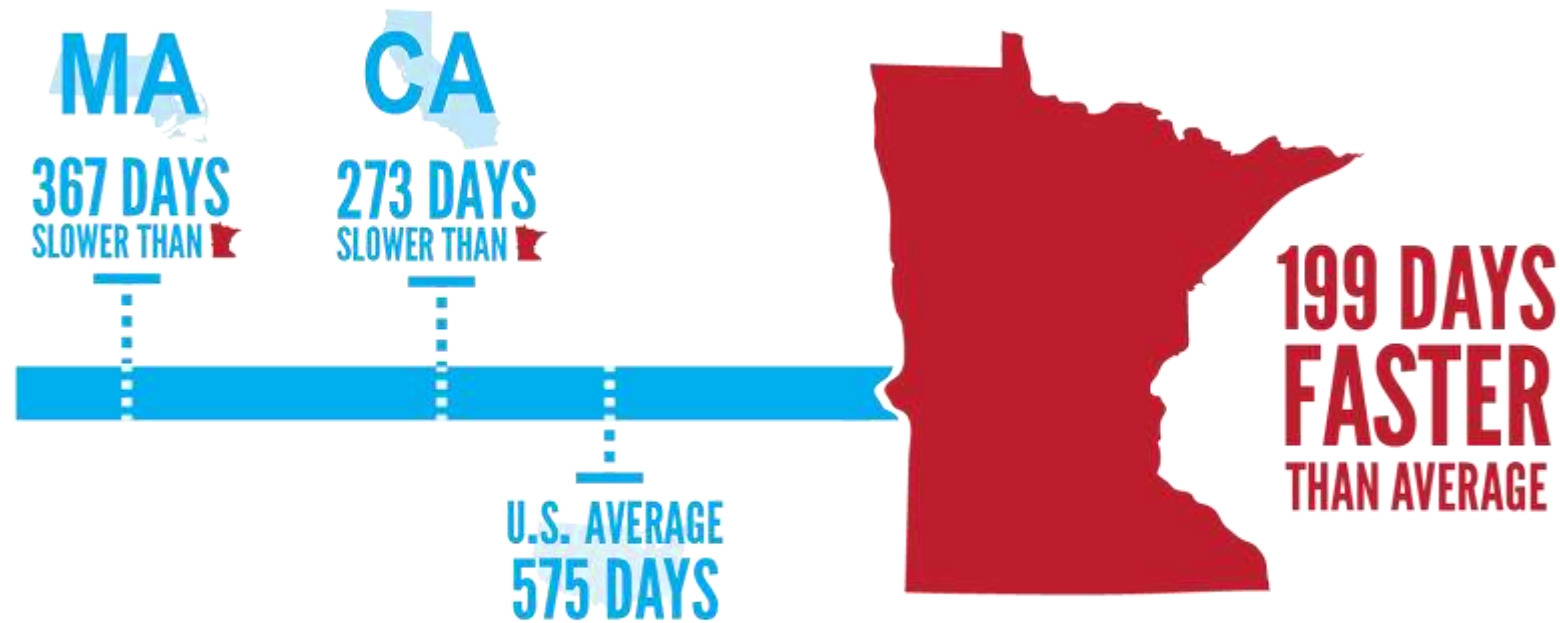 MA
367 DAYS
SLOWER THAN
CA
273 DAYS
SLOWER THAN
U.S. AVERAGE
575 DAYS
199 DAYS
FASTER
THAN AVERAGE